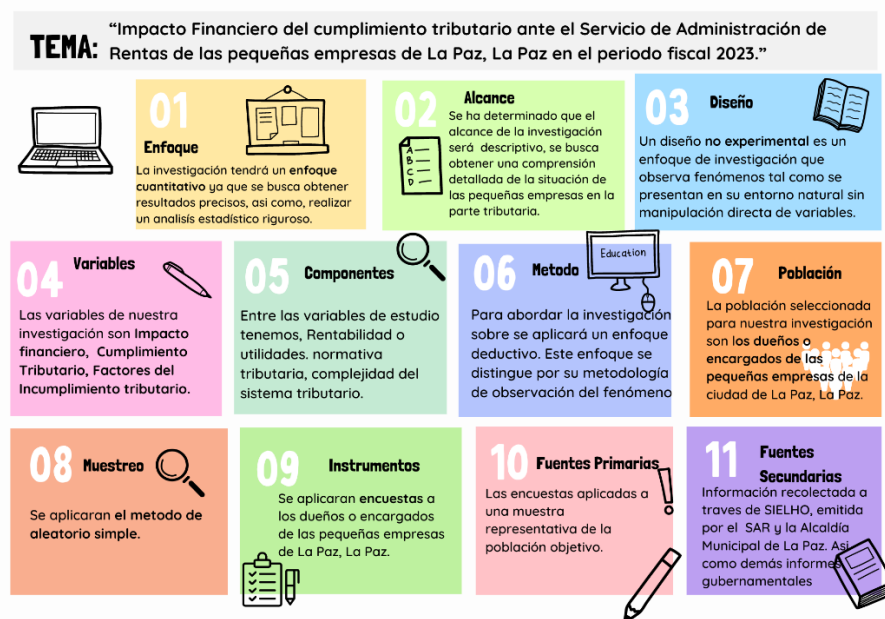 TEMA:
“Impacto Financiero del cumplimiento tributario ante el Servicio de Administración de
Rentas de las pequeñas empresas de La Paz, La Paz en el periodo fiscal 2023.”
01
Enfoque
La investigación tendrá un enfoque
cuantitativo ya que se busca obtener
resultados precisos, asi como, realizar
un analisís estadístico riguroso.
02
Alcance
Se ha determinado que el
alcance de la investigación
será descriptivo, se busca
obtener una comprensión
detallada de la situación de
las pequeñas empresas en la
parte tributaria.
A
B
C
D
03
Diseño
Un diseño no experimental es un
enfoque de investigación que
observa fenómenos tal como se
presentan en su entorno natural sin
manipulación directa de variables.
04
Variables
Las variables de nuestra
investigación son Impacto
financiero, Cumplimiento
Tributario, Factores del
Incumplimiento tributario.
05
Componentes
Entre las variables de estudio
tenemos, Rentabilidad o
utilidades. normativa
tributaria, complejidad del
sistema tributario.
06
Metodo
Education
Para abordar la investigación
sobre se aplicará un enfoque
deductivo. Este enfoque se
distingue por su metodología
de observación del fenómeno
07
Población
La población seleccionada
para nuestra investigación
son los dueños o
encargados de las
pequeñas empresas de la
ciudad de La Paz, La Paz.
08
Muestreo
Se aplicaran el metodo de
aleatorio simple.
09
Instrumentos
Se aplicaran encuestas a
los dueños o encargados
de las pequeñas empresas
de La Paz, La Paz.
10
Fuentes Primarias
Las encuestas aplicadas a
una muestra
representativa de la
población objetivo.
11
Fuentes
Secundarias
Información recolectada a
traves de SIELHO, emitida
por el SAR y la Alcaldía
Municipal de La Paz. Asi
como demás informes
gubernamentales